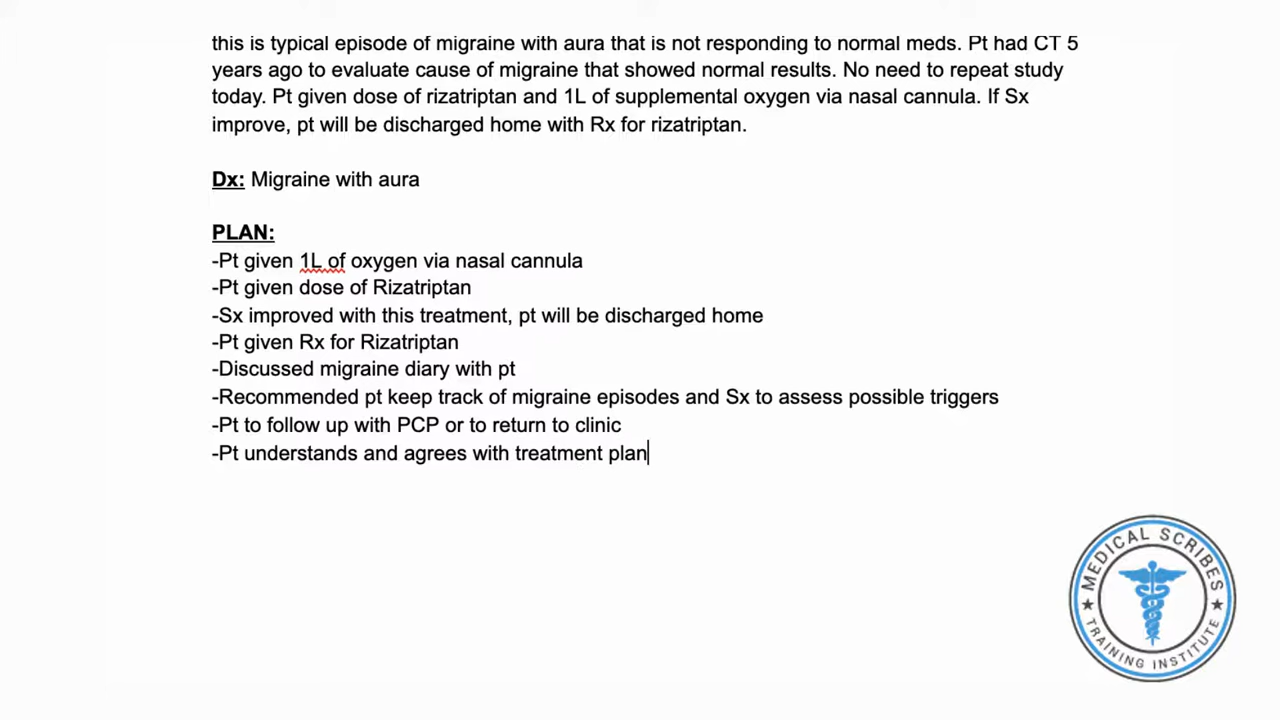 this is typical episode of migraine with aura that is not responding to normal meds. Pt had CT 5
years ago to evaluate cause of migraine that showed normal results. No need to repeat study
today. Pt given dose of rizatriptan and 1L of supplemental oxygen via nasal cannula. If Sx
improve, pt will be discharged home with Rx for rizatriptan.
Dx: Migraine with aura
PLAN:
-Pt given 1L of oxygen via nasal cannula
-Pt given dose of Rizatriptan
-Sx improved with this treatment, pt will be discharged home
-Pt given Rx for Rizatriptan
-Discussed migraine diary with pt
-Recommended pt keep track of migraine episodes and Sx to assess possible triggers
-Pt to follow up with PCP or to return to clinic
-Pt understands and agrees with treatment plan
MEDICAL SCRIBES
TRAINING INSTITUTE